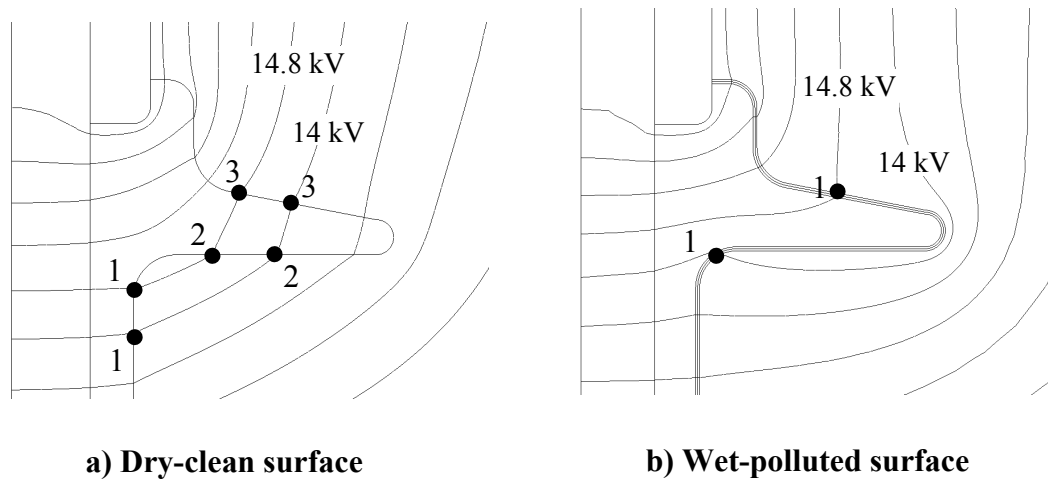 14.8 kV
14 kV
3
3
2
2
1
1
a) Dry-clean surface
14.8 kV
14 kV
1
1
b) Wet-polluted surface